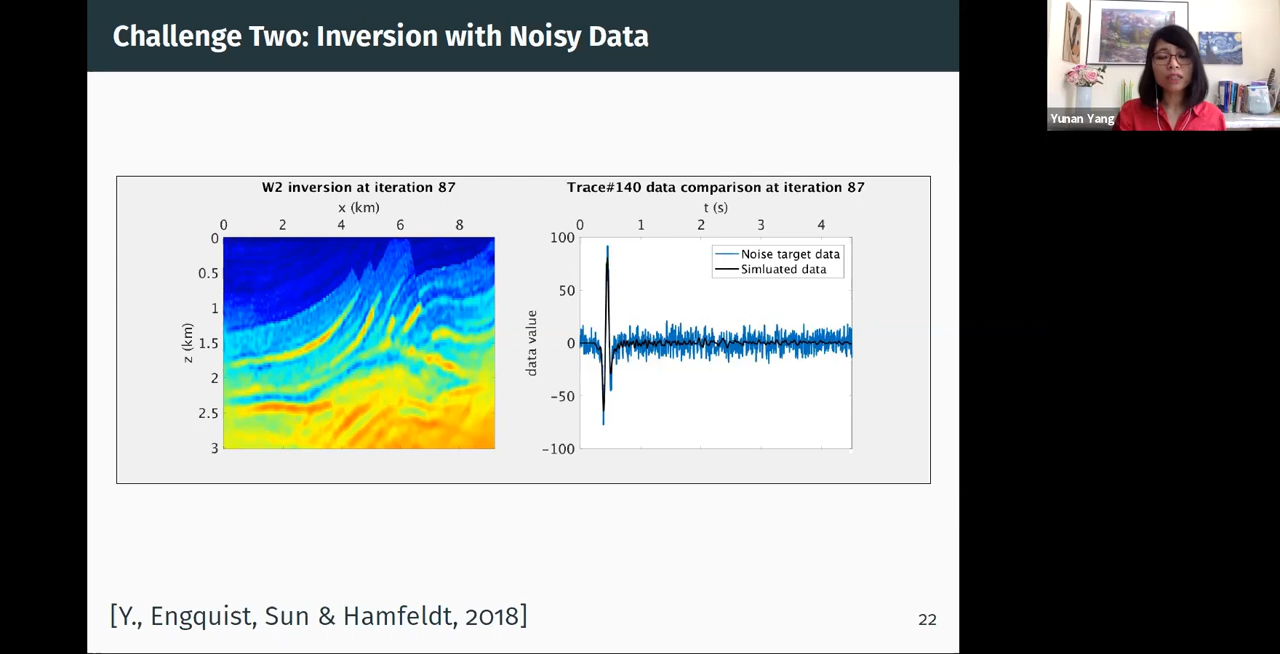 Challenge Two: Inversion with Noisy Data
Yunan Yang
W2 inversion at iteration 87
x (km)
0 2 4 6 8
0
0.5
1
1.5
2
2.5
3
z (km)
Trace#140 data comparison at iteration 87
t (s)
0 1 2 3 4
100
50
0
−50
−100
data value
Noise target data
Simluated data
[Y., Engquist, Sun & Hamfeldt, 2018]
22